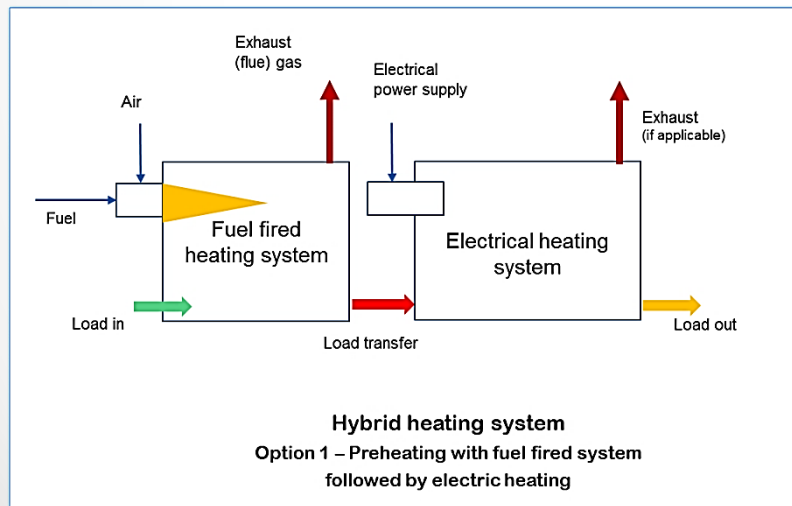 Exhaust
(flue) gas
Electrical
power supply
Air
Exhaust
(if applicable)
Fuel
Fuel fired
heating system
Electrical heating
system
Load in
Load transfer
Load out
Hybrid heating system
Option 1 – Preheating with fuel fired system
followed by electric heating